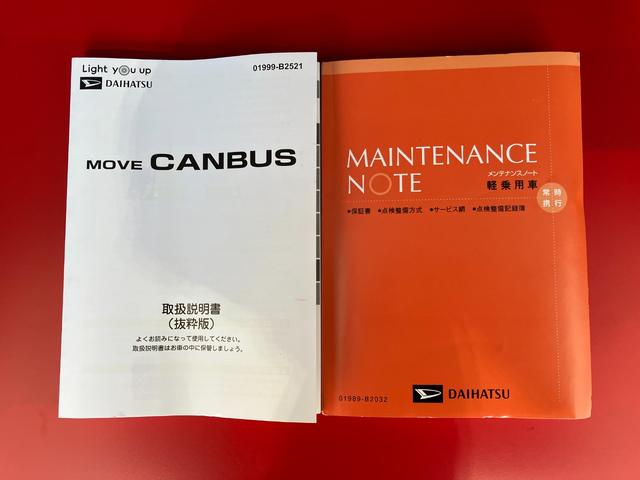 Light you up
DAIHATSU
01999-B2521
MOVE CANBUS
取扱説明書
(抜粋版)
よくお読みになって使用してください。
取扱説明書はお車の中に保管しましょう。
MAINTENANCE
NOTE
メンテナンスノート
軽乗用車
常時
携行
●保証書 ●点検整備方式 ●サービス網 ●点検整備記録簿
01989-B2032
DAIHATSU